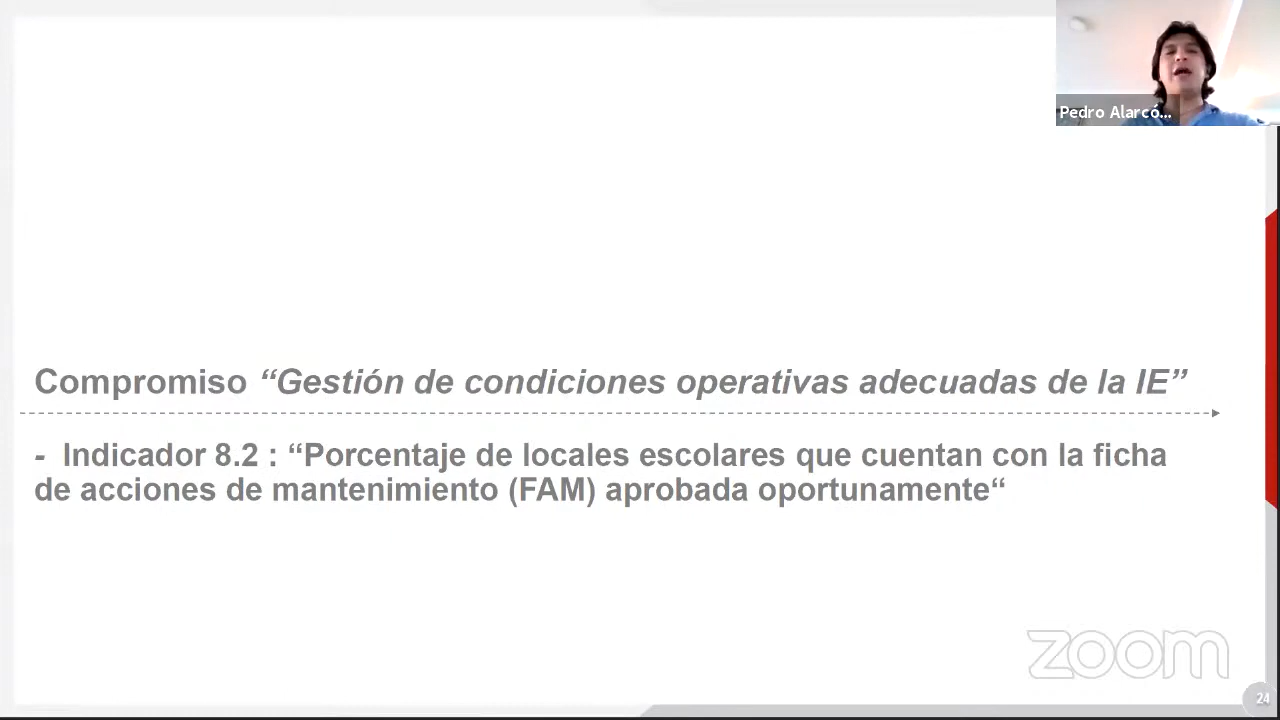 Pedro Alarcó...
Compromiso “Gestión de condiciones operativas adecuadas de la IE”
- Indicador 8.2 : “Porcentaje de locales escolares que cuentan con la ficha
de acciones de mantenimiento (FAM) aprobada oportunamente“
zoom
24